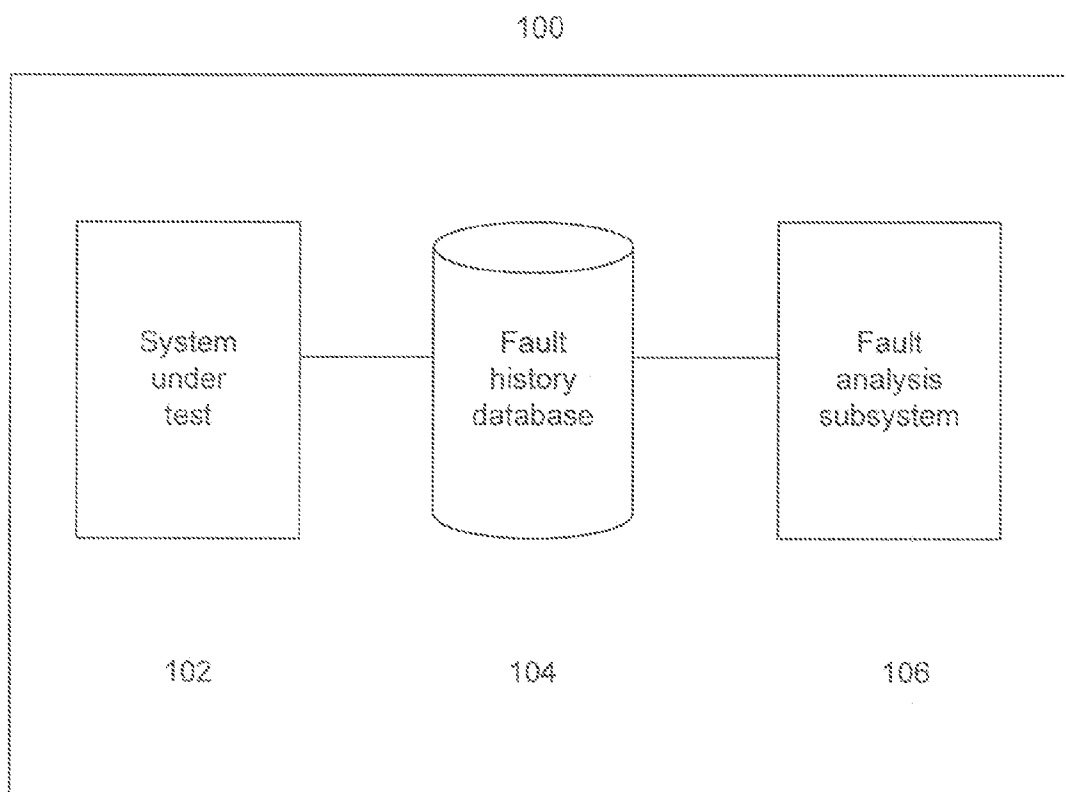 100
System
under
test
Fault
history
database
Fault
analysis
subsystem
102
104
106